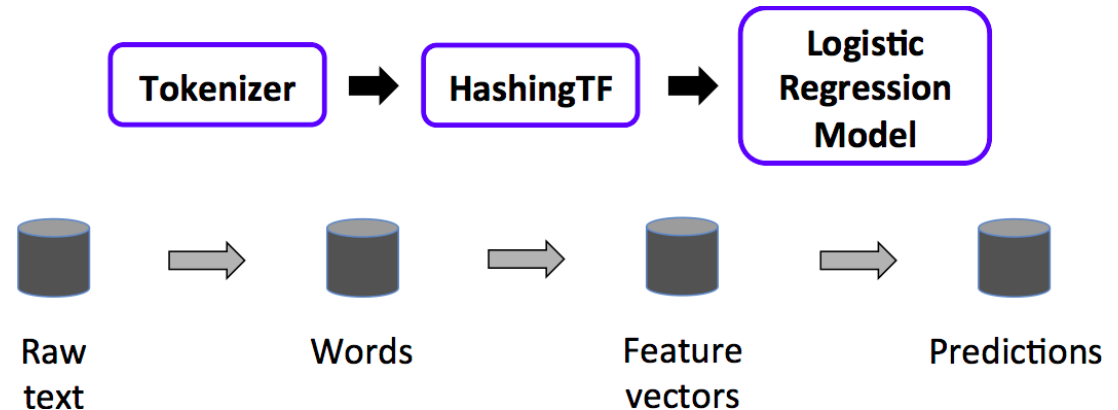 Tokenizer
HashingTF
Logistic
Regression
Model
Raw
text
Words
Feature
vectors
Predictions